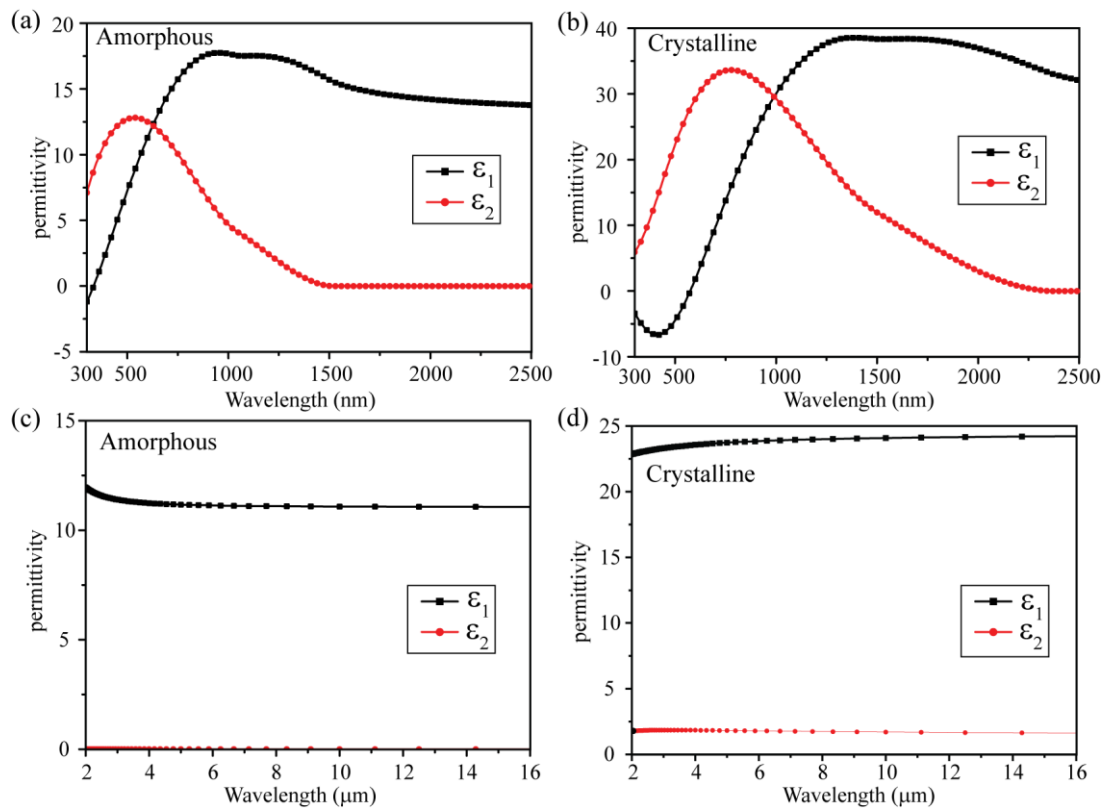 (a)
Amorphous
20
15
10
5
0
-5
permittivity
ε1
ε2
300 500 1000 1500 2000 2500
Wavelength (nm)
(b)
Crystalline
40
30
20
10
0
-10
permittivity
ε1
ε2
300 500 1000 1500 2000 2500
Wavelength (nm)
(c)
Amorphous
15
10
5
0
permittivity
ε1
ε2
2 4 6 8 10 12 14 16
Wavelength (μm)
(d)
Crystalline
25
20
15
10
5
0
permittivity
ε1
ε2
2 4 6 8 10 12 14 16
Wavelength (μm)